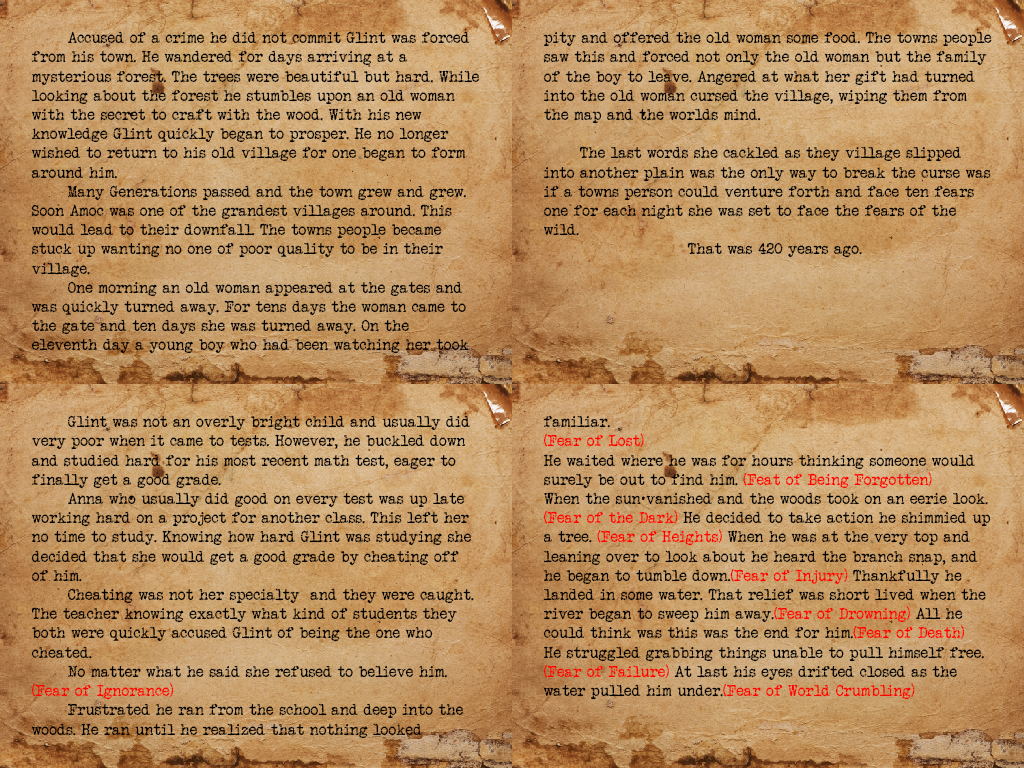 Accused of a crime he did not commit Glint was forced
from his town. He wandered for days arriving at a
mysterious forest. The trees were beautiful but hard. While
looking about the forest he stumbles upon an old woman
with the secret to craft with the wood. With his new
knowledge Glint quickly began to prosper. He no longer
wished to return to his old village for one began to form
around him.
Many Generations passed and the town grew and grew.
Soon Amoc was one of the grandest villages around. This
would lead to their downfall. The towns people became
stuck up wanting no one of poor quality to be in their
village.
One morning an old woman appeared at the gates and
was quickly turned away. For tens days the woman came to
the gate and ten days she was turned away. On the
eleventh day a young boy who had been watching her took
pity and offered the old woman some food. The towns people
saw this and forced not only the old woman but the family
of the boy to leave. Angered at what her gift had turned
into the old woman cursed the village, wiping them from
the map and the worlds mind.
The last words she cackled as they village slipped
into another plain was the only way to break the curse was
if a towns person could venture forth and face ten fears
one for each night she was set to face the fears of the
wild.
That was 420 years ago.
Glint was not an overly bright child and usually did
very poor when it came to tests. However, he buckled down
and studied hard for his most recent math test, eager to
finally get a good grade.
Anna who usually did good on every test was up late
working hard on a project for another class. This left her
no time to study. Knowing how hard Glint was studying she
decided that she would get a good grade by cheating off
of him.
Cheating was not her specialty and they were caught.
The teacher knowing exactly what kind of students they
both were quickly accused Glint of being the one who
cheated.
No matter what he said she refused to believe him.
(Fear of Ignorance)
Frustrated he ran from the school and deep into the
woods. He ran until he realized that nothing looked
familiar.
(Fear of Lost)
He waited where he was for hours thinking someone would
surely be out to find him. (Feat of Being Forgotten)
When the sun vanished and the woods took on an eerie look.
(Fear of the Dark) He decided to take action he shimmied up
a tree. (Fear of Heights) When he was at the very top and
leaning over to look about he heard the branch snap, and
he began to tumble down.(Fear of Injury) Thankfully he
landed in some water. That relief was short lived when the
river began to sweep him away.(Fear of Drowning) All he
could think was this was the end for him.(Fear of Death)
He struggled grabbing things unable to pull himself free.
(Fear of Failure) At last his eyes drifted closed as the
water pulled him under.(Fear of World Crumbling)